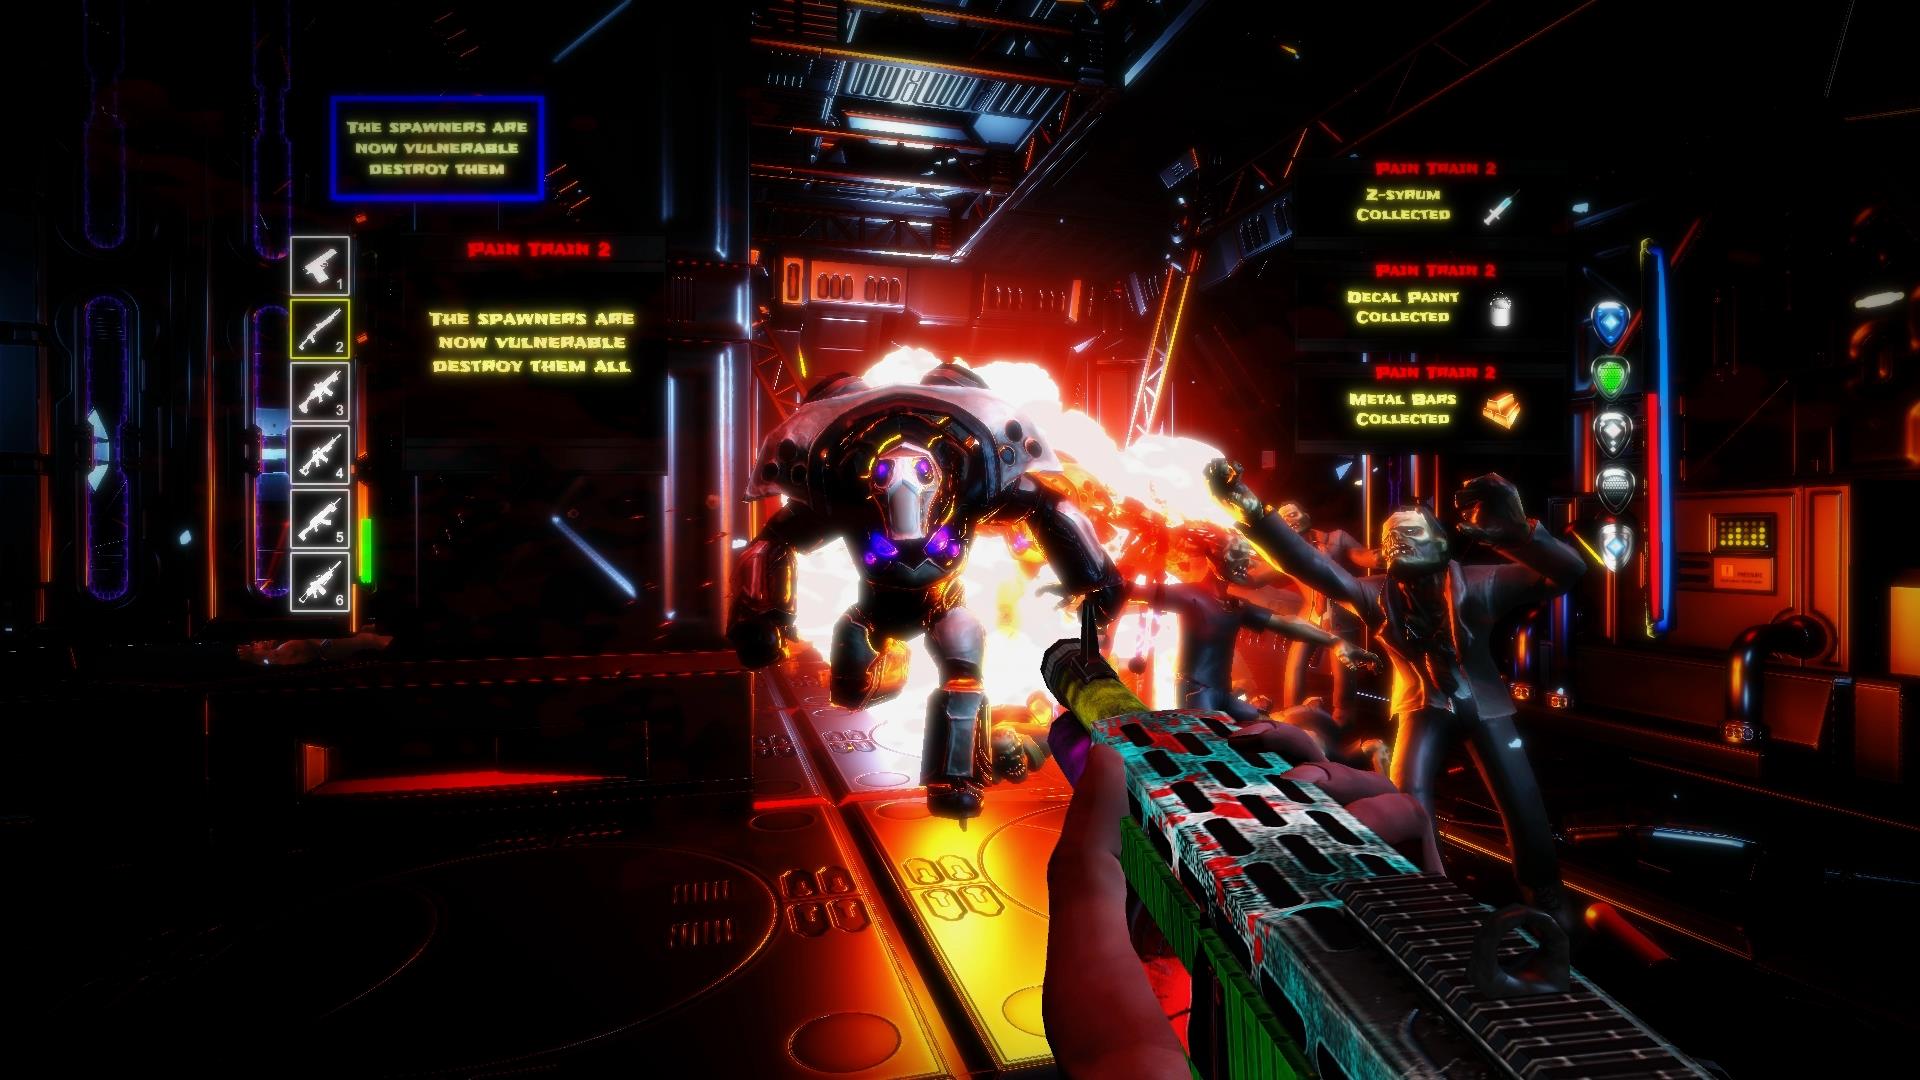 THE SPAWNERS ARE
NOW VULNERABLE
DESTROY THEM
1
2
3
4
5
6
PAIN TRAIN 2
THE SPAWNERS ARE
NOW VULNERABLE
DESTROY THEM ALL
PAIN TRAIN 2
Z-SYRUM
COLLECTED
PAIN TRAIN 2
DECAL PAINT
COLLECTED
PAIN TRAIN 2
METAL BARS
COLLECTED
PRESSURE